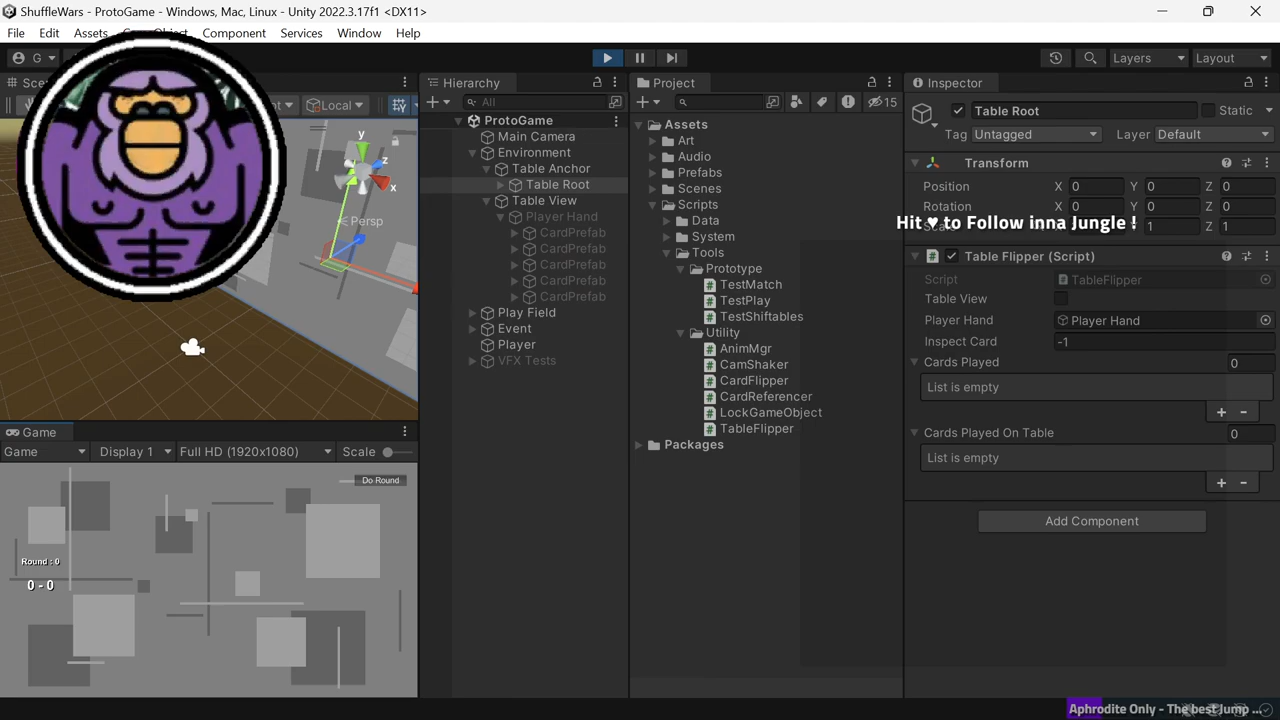 ShuffleWars - ProtoGame - Windows, Mac, Linux - Unity 2022.3.17f1 <DX11>
File Edit Assets Component Services Window Help
G
Layers Layout
Hierarchy
Project
Inspector
All
15
Local
Table Root
Static
Tag Untagged
Layer Default
ProtoGame
Main Camera
Environment
Table Anchor
Table Root
Table View
Player Hand
CardPrefab
CardPrefab
CardPrefab
CardPrefab
CardPrefab
Play Field
Event
Player
VFX Tests
Assets
Art
Audio
Prefabs
Scenes
Scripts
Data
System
Tools
Prototype
TestMatch
TestPlay
TestShiftables
Utility
AnimMgr
CamShaker
CardFlipper
CardReferencer
LockGameObject
TableFlipper
Packages
Transform
Position X 0 Y 0 Z 0
Rotation X 0 Y 0 Z 0
1 Z 1
Hit ♥ to Follow inna Jungle !
Table Flipper (Script)
Script TableFlipper
Table View
Player Hand Player Hand
Inspect Card -1
Cards Played 0
List is empty
+ -
Cards Played On Table 0
List is empty
+ -
Add Component
y
z
x
< Persp
Game
Game Display 1 Full HD (1920x1080) Scale
Do Round
Round : 0
0 - 0
Aphrodite Only - The best Jump ...